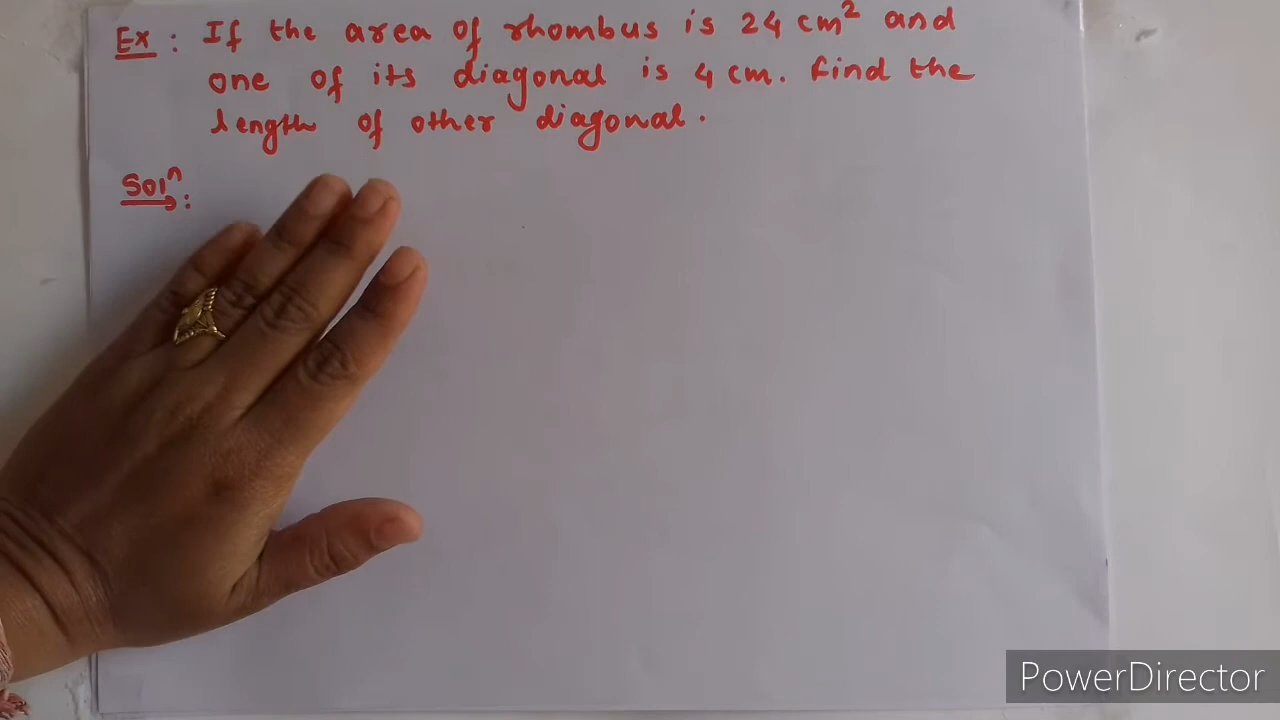 Ex : If the area of rhombus is 24 cm² and
one of its diagonal is 4 cm. Find the
length of other diagonal.
Solⁿ:
PowerDirector